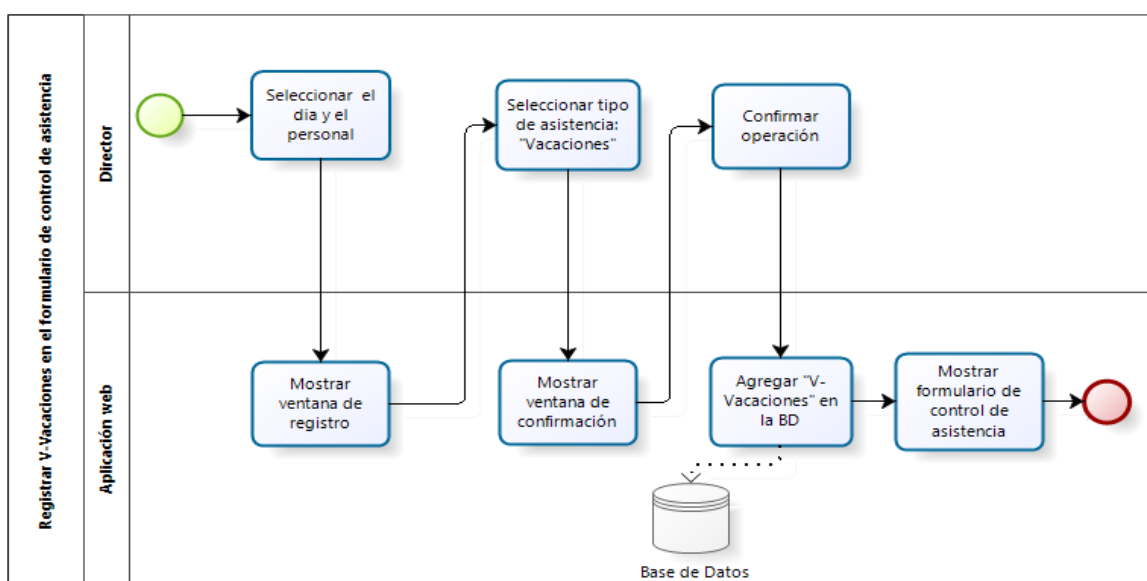 Registrar V-Vacaciones en el formulario de control de asistencia
Director
Seleccionar el
dia y el
personal
Seleccionar tipo
de asistencia:
"Vacaciones"
Confirmar
operación
Aplicación web
Mostrar
ventana de
registro
Mostrar
ventana de
confirmación
Agregar "V-
Vacaciones" en
la BD
Mostrar
formulario de
control de
asistencia
Base de Datos